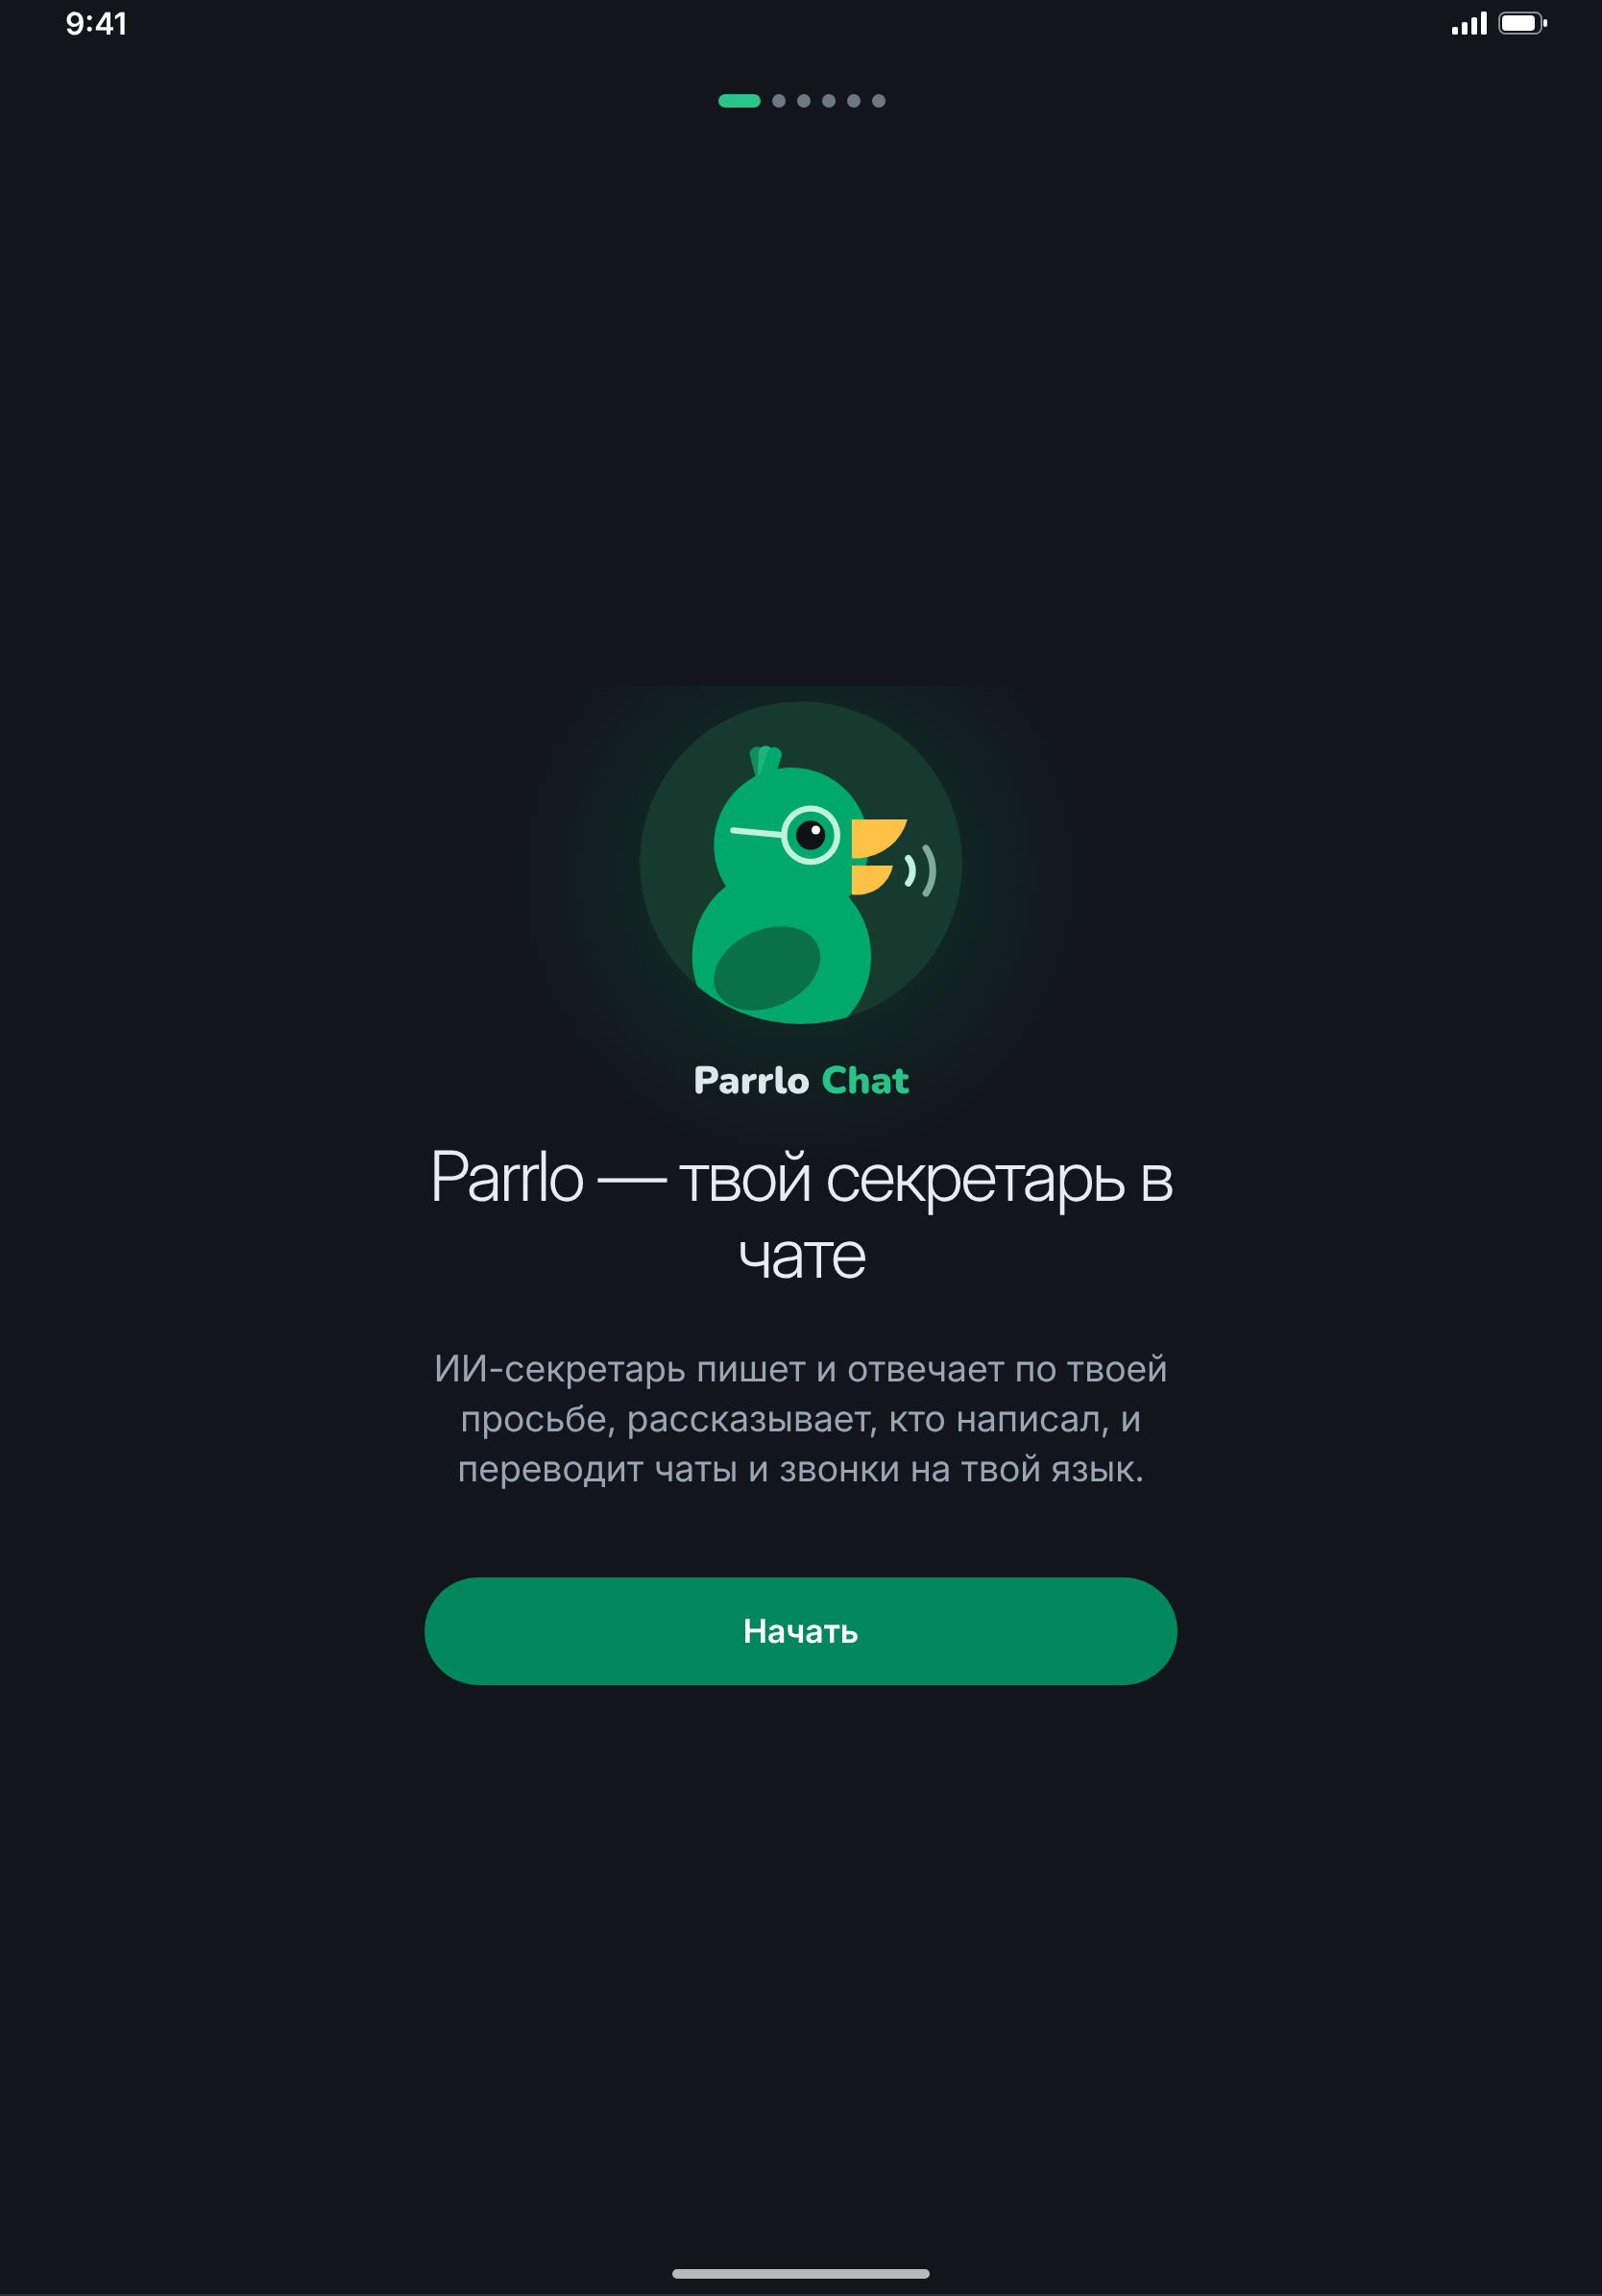 9:41
Parrlo Chat
Parrlo — твой секретарь в
чате
ИИ-секретарь пишет и отвечает по твоей
просьбе, рассказывает, кто написал, и
переводит чаты и звонки на твой язык.
Начать